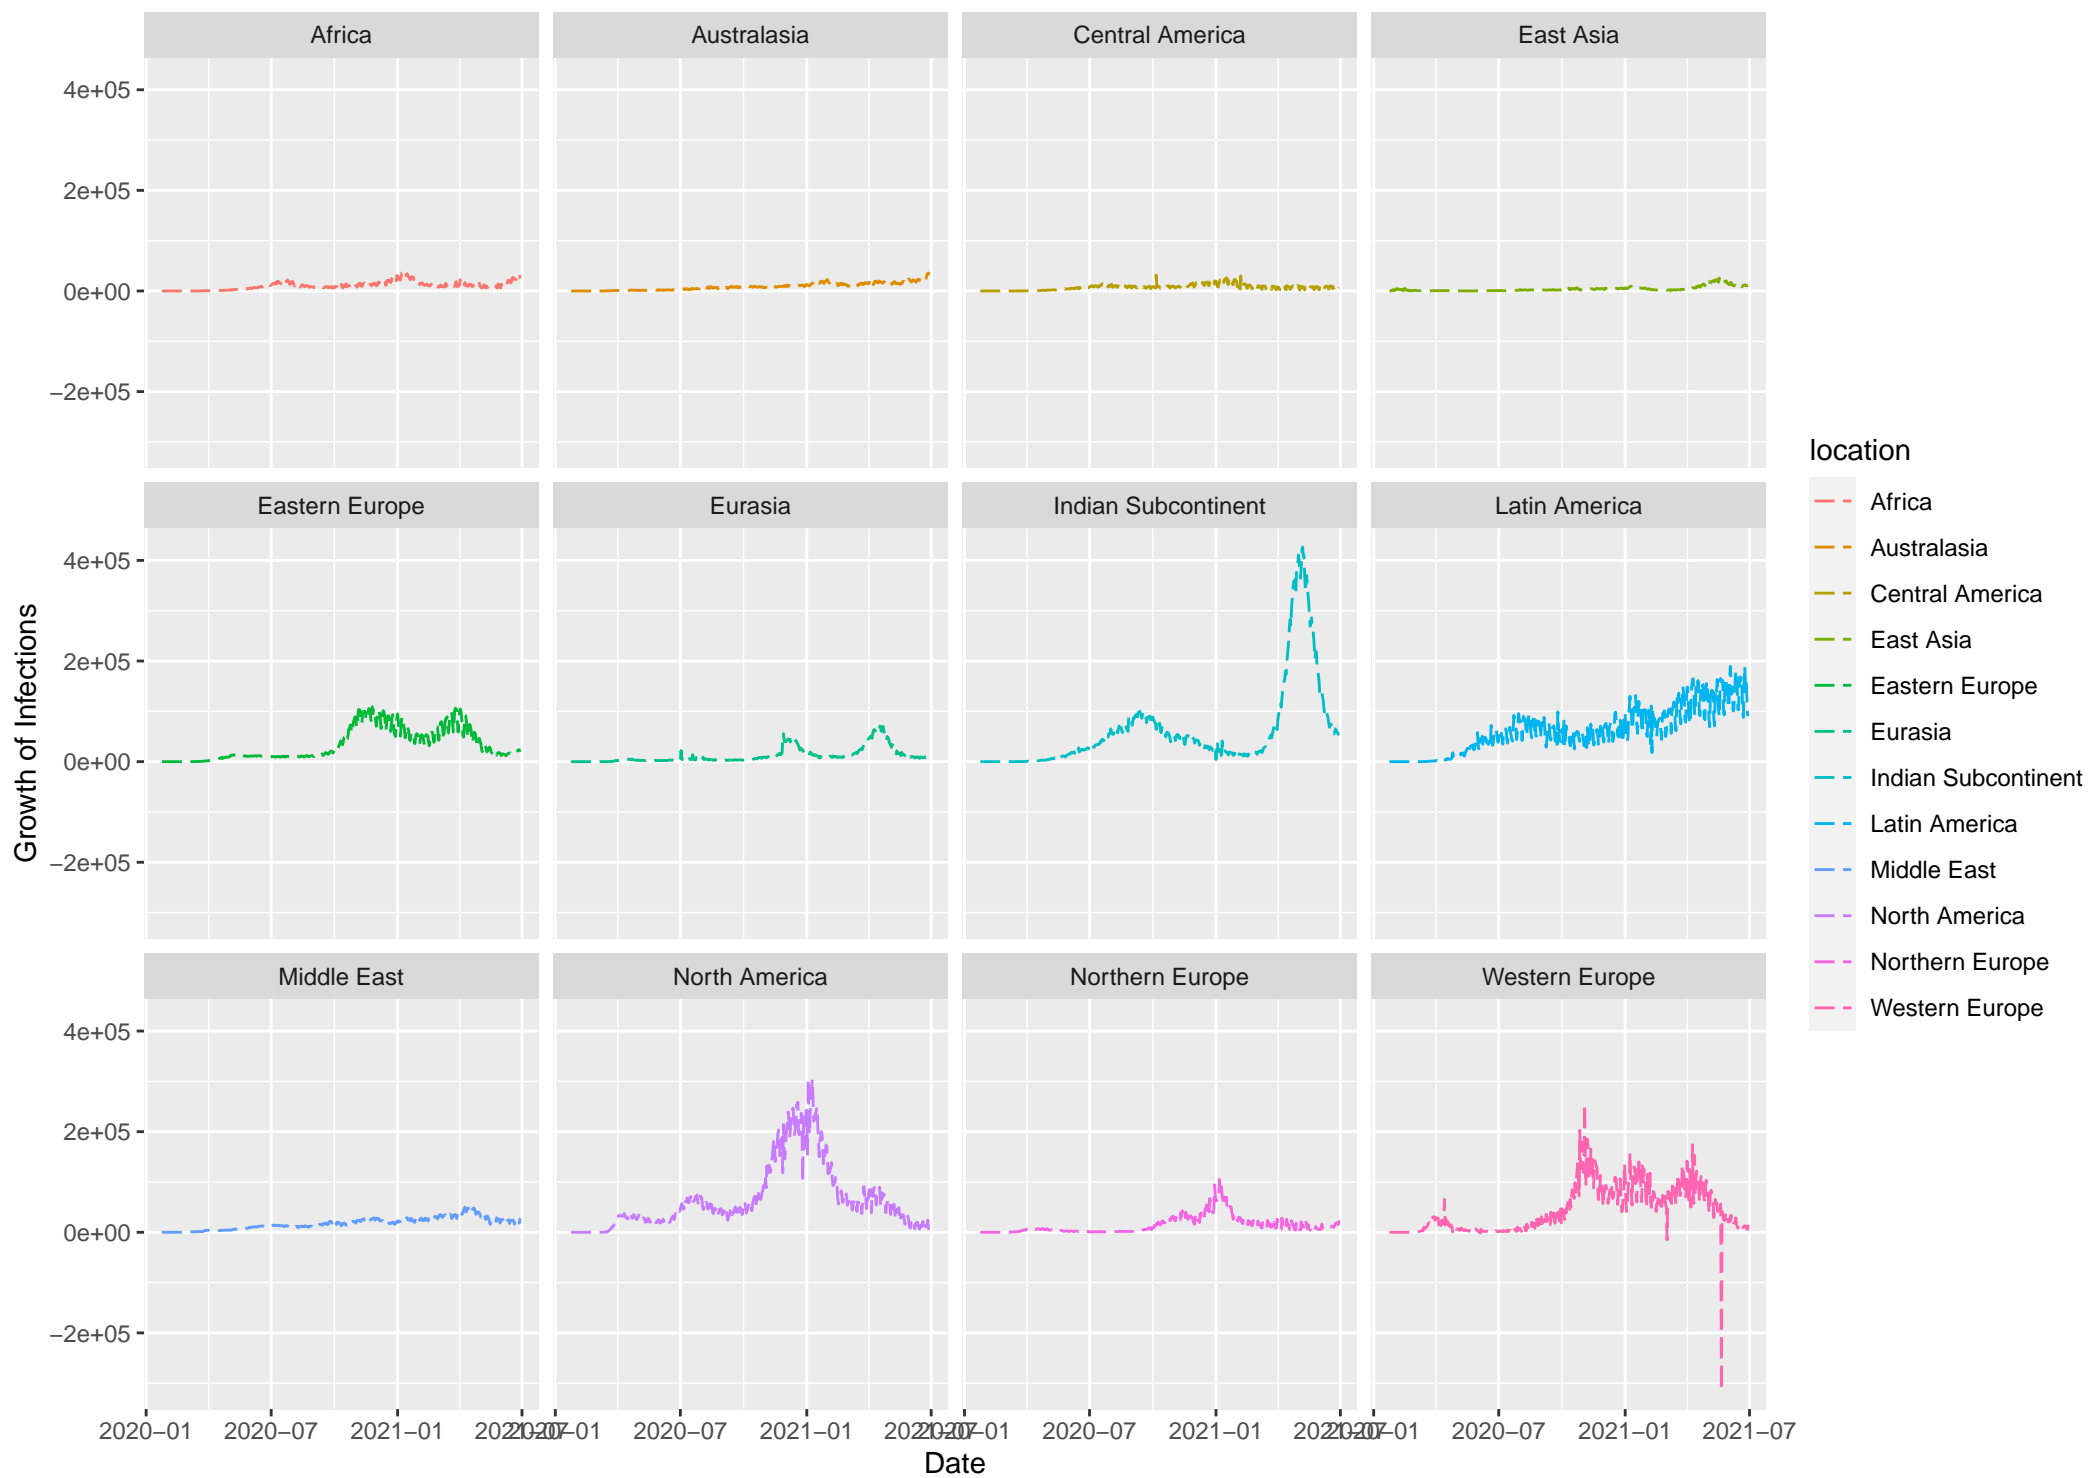 Africa Australasia Central America East Asia
4e+05
2e+05
0e+00
−2e+05
Eastern Europe Eurasia Indian Subcontinent Latin America
4e+05
2e+05
0e+00
−2e+05
Middle East North America Northern Europe Western Europe
4e+05
2e+05
0e+00
−2e+05
2020−01 2020−07 2021−01 2021−07 2020−01 2020−07 2021−01 2021−07 2020−01 2020−07 2021−01 2021−07 2020−01 2020−07 2021−01 2021−07
Date
Growth of Infections
location
Africa
Australasia
Central America
East Asia
Eastern Europe
Eurasia
Indian Subcontinent
Latin America
Middle East
North America
Northern Europe
Western Europe